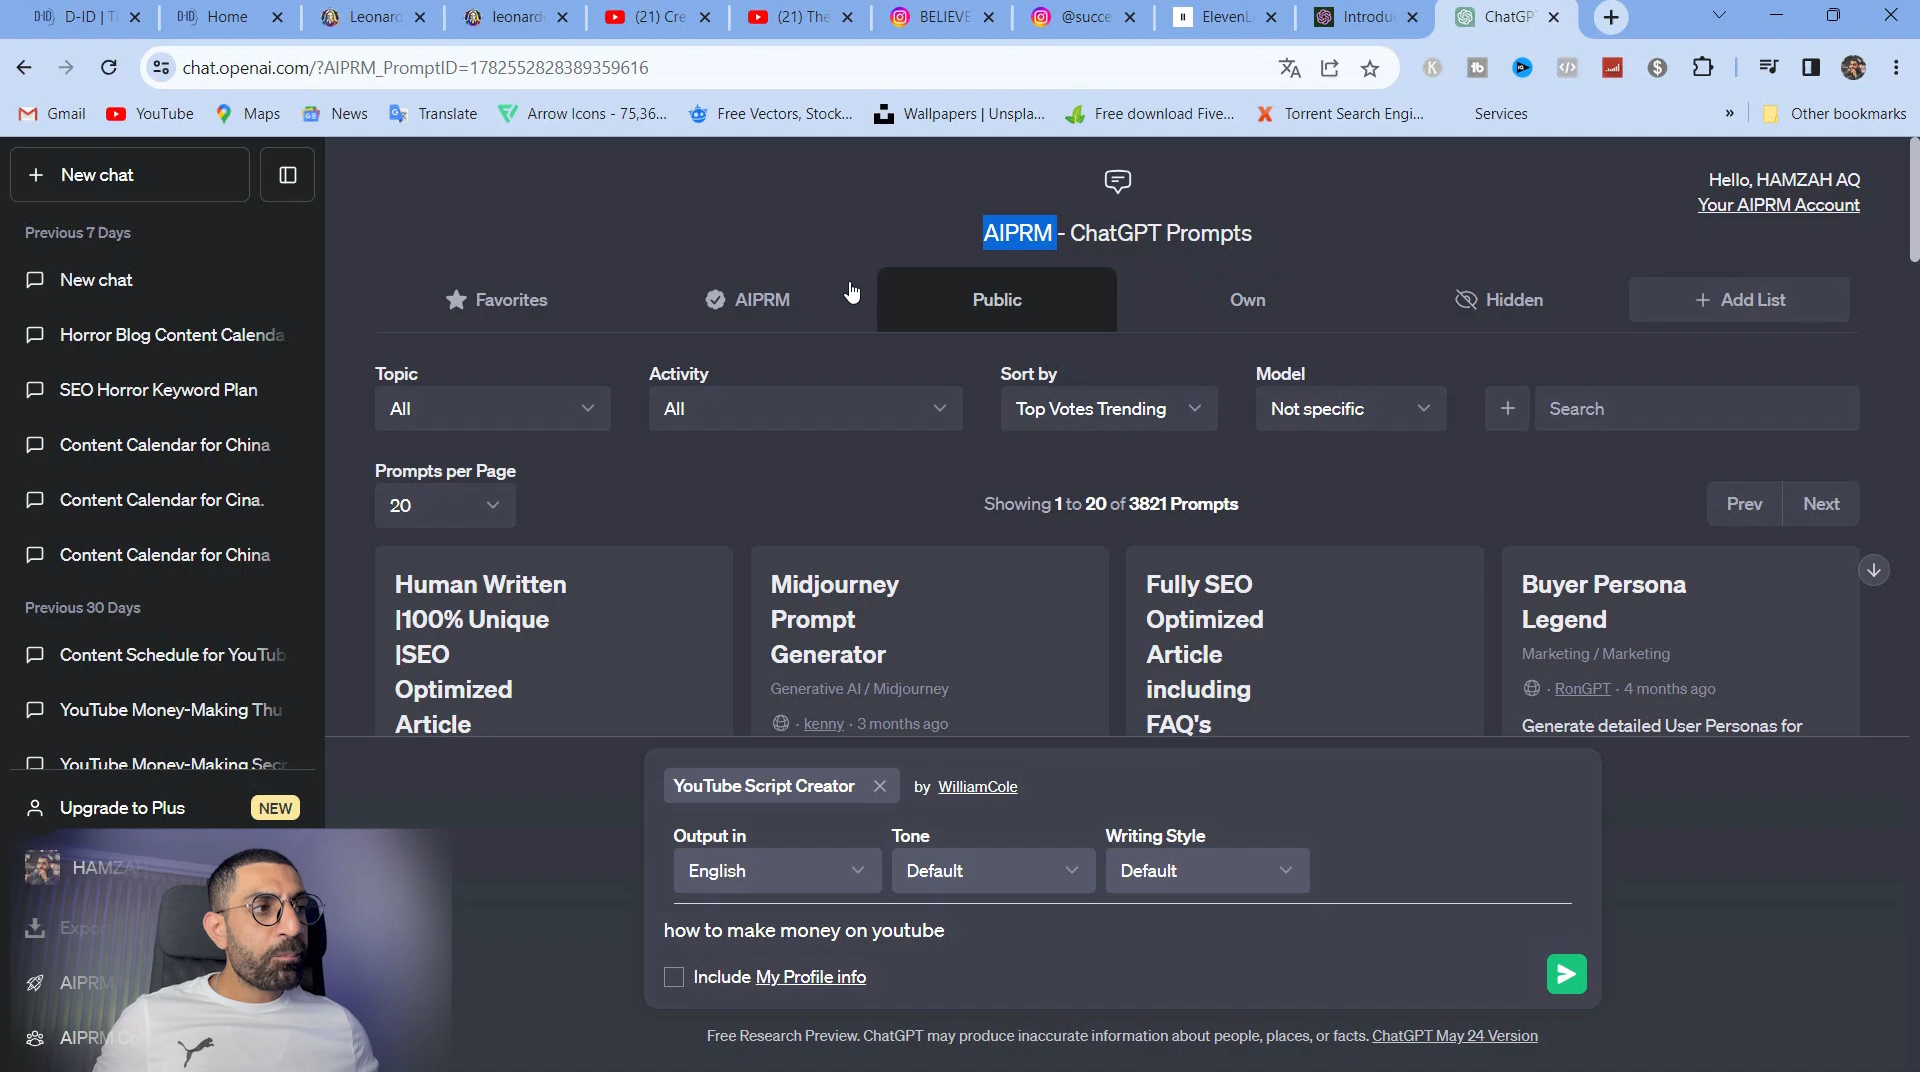 D-ID | T
Home
Leonard
leonard
(21) Cre
(21) The
BELIEVE
@succe
ElevenL
Introdu
ChatGP
chat.openai.com/?AIPRM_PromptID=1782552828389359616
Gmail
YouTube
Maps
News
Translate
Arrow Icons - 75,36...
Free Vectors, Stock...
Wallpapers | Unspla...
Free download Five...
Torrent Search Engi...
Services
»
Other bookmarks
+ New chat
Previous 7 Days
New chat
Horror Blog Content Calenda
SEO Horror Keyword Plan
Content Calendar for China
Content Calendar for Cina.
Content Calendar for China
Previous 30 Days
Content Schedule for YouTub
YouTube Money-Making Thu
YouTube Money-Making Secr
Upgrade to Plus
NEW
HAMZA
Expor
AIPRM
AIPRM Co
Hello, HAMZAH AQ
Your AIPRM Account
AIPRM - ChatGPT Prompts
Favorites
AIPRM
Public
Own
Hidden
+ Add List
Topic
All
Activity
All
Sort by
Top Votes Trending
Model
Not specific
+
Search
Prompts per Page
20
Showing 1 to 20 of 3821 Prompts
Prev
Next
Human Written
|100% Unique
|SEO
Optimized
Article
Midjourney
Prompt
Generator
Generative AI / Midjourney
· kenny · 3 months ago
Fully SEO
Optimized
Article
including
FAQ's
Buyer Persona
Legend
Marketing / Marketing
· RonGPT · 4 months ago
Generate detailed User Personas for
YouTube Script Creator
by WilliamCole
Output in
English
Tone
Default
Writing Style
Default
how to make money on youtube
Include My Profile info
Free Research Preview. ChatGPT may produce inaccurate information about people, places, or facts. ChatGPT May 24 Version